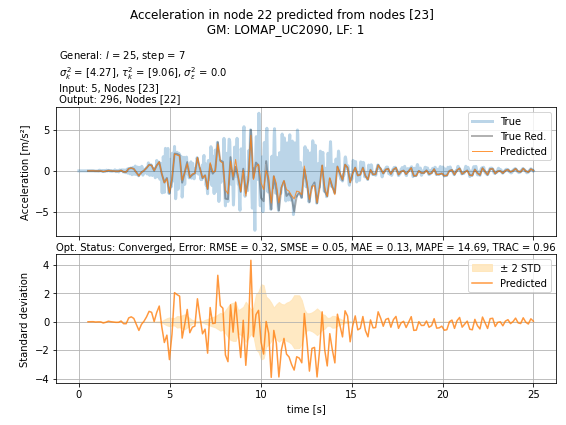 Acceleration in node 22 predicted from nodes [23]
GM: LOMAP_UC2090, LF: 1
General: l = 25, step = 7
σ²ₖ = [4.27], τ²ₖ = [9.06], σ²ε = 0.0
Input: 5, Nodes [23]
Output: 296, Nodes [22]
Acceleration [m/s²]
5
0
−5
True
True Red.
Predicted
Opt. Status: Converged, Error: RMSE = 0.32, SMSE = 0.05, MAE = 0.13, MAPE = 14.69, TRAC = 0.96
Standard deviation
4
2
0
−2
−4
± 2 STD
Predicted
0 5 10 15 20 25
time [s]